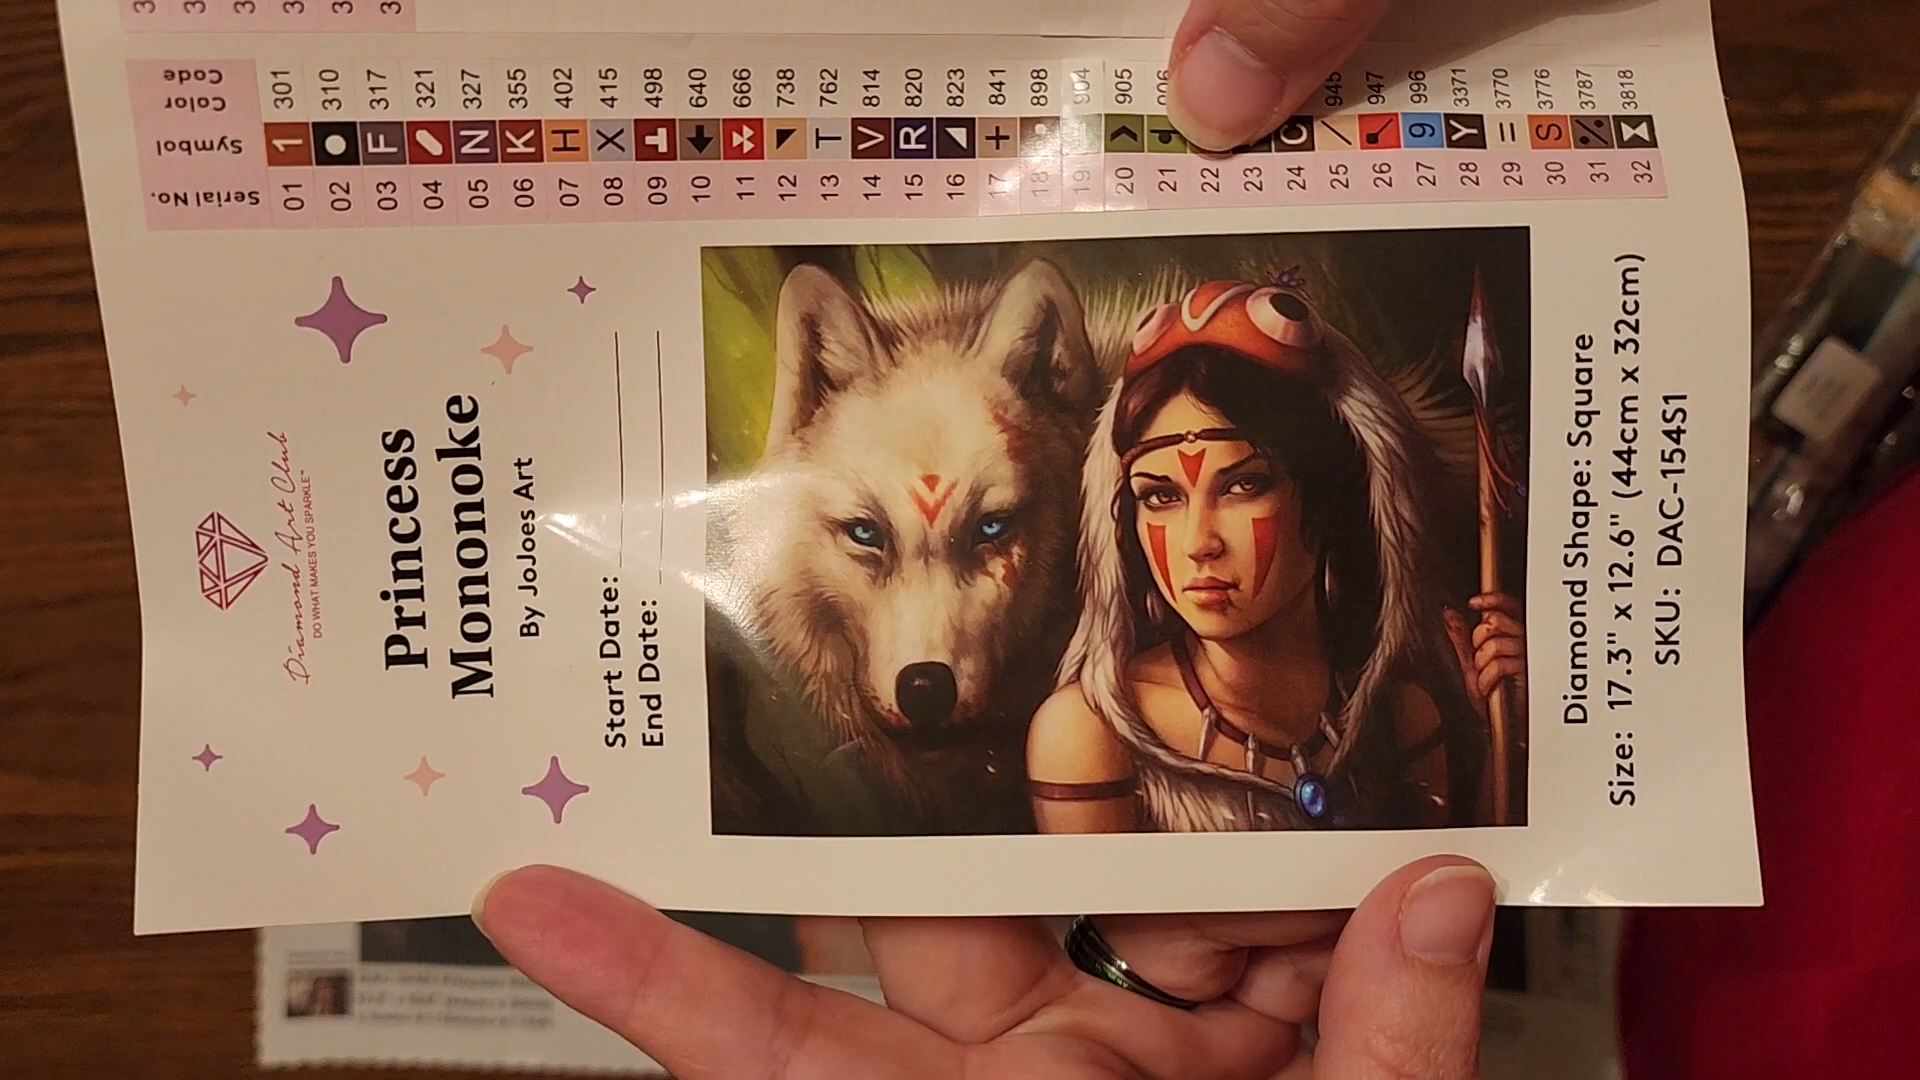 Diamond Art Club™
DO WHAT MAKES YOU SPARKLE
Princess
Mononoke
By JoJoes Art
Start Date:
End Date:
Diamond Shape: Square
Size: 17.3" x 12.6" (44cm x 32cm)
SKU: DAC-154S1
Serial No. Symbol Color Code
01 1 301
02 310
03 F 317
04 321
05 N 327
06 K 355
07 H 402
08 X 415
09 498
10 640
11 666
12 738
13 T 762
14 V 814
15 R 820
16 823
17 + 841
18 898
19 904
20 905
21 906
22
23
24 C
25 / 945
26 947
27 9 996
28 Y 3371
29 = 3770
30 S 3776
31 % 3787
32 3818